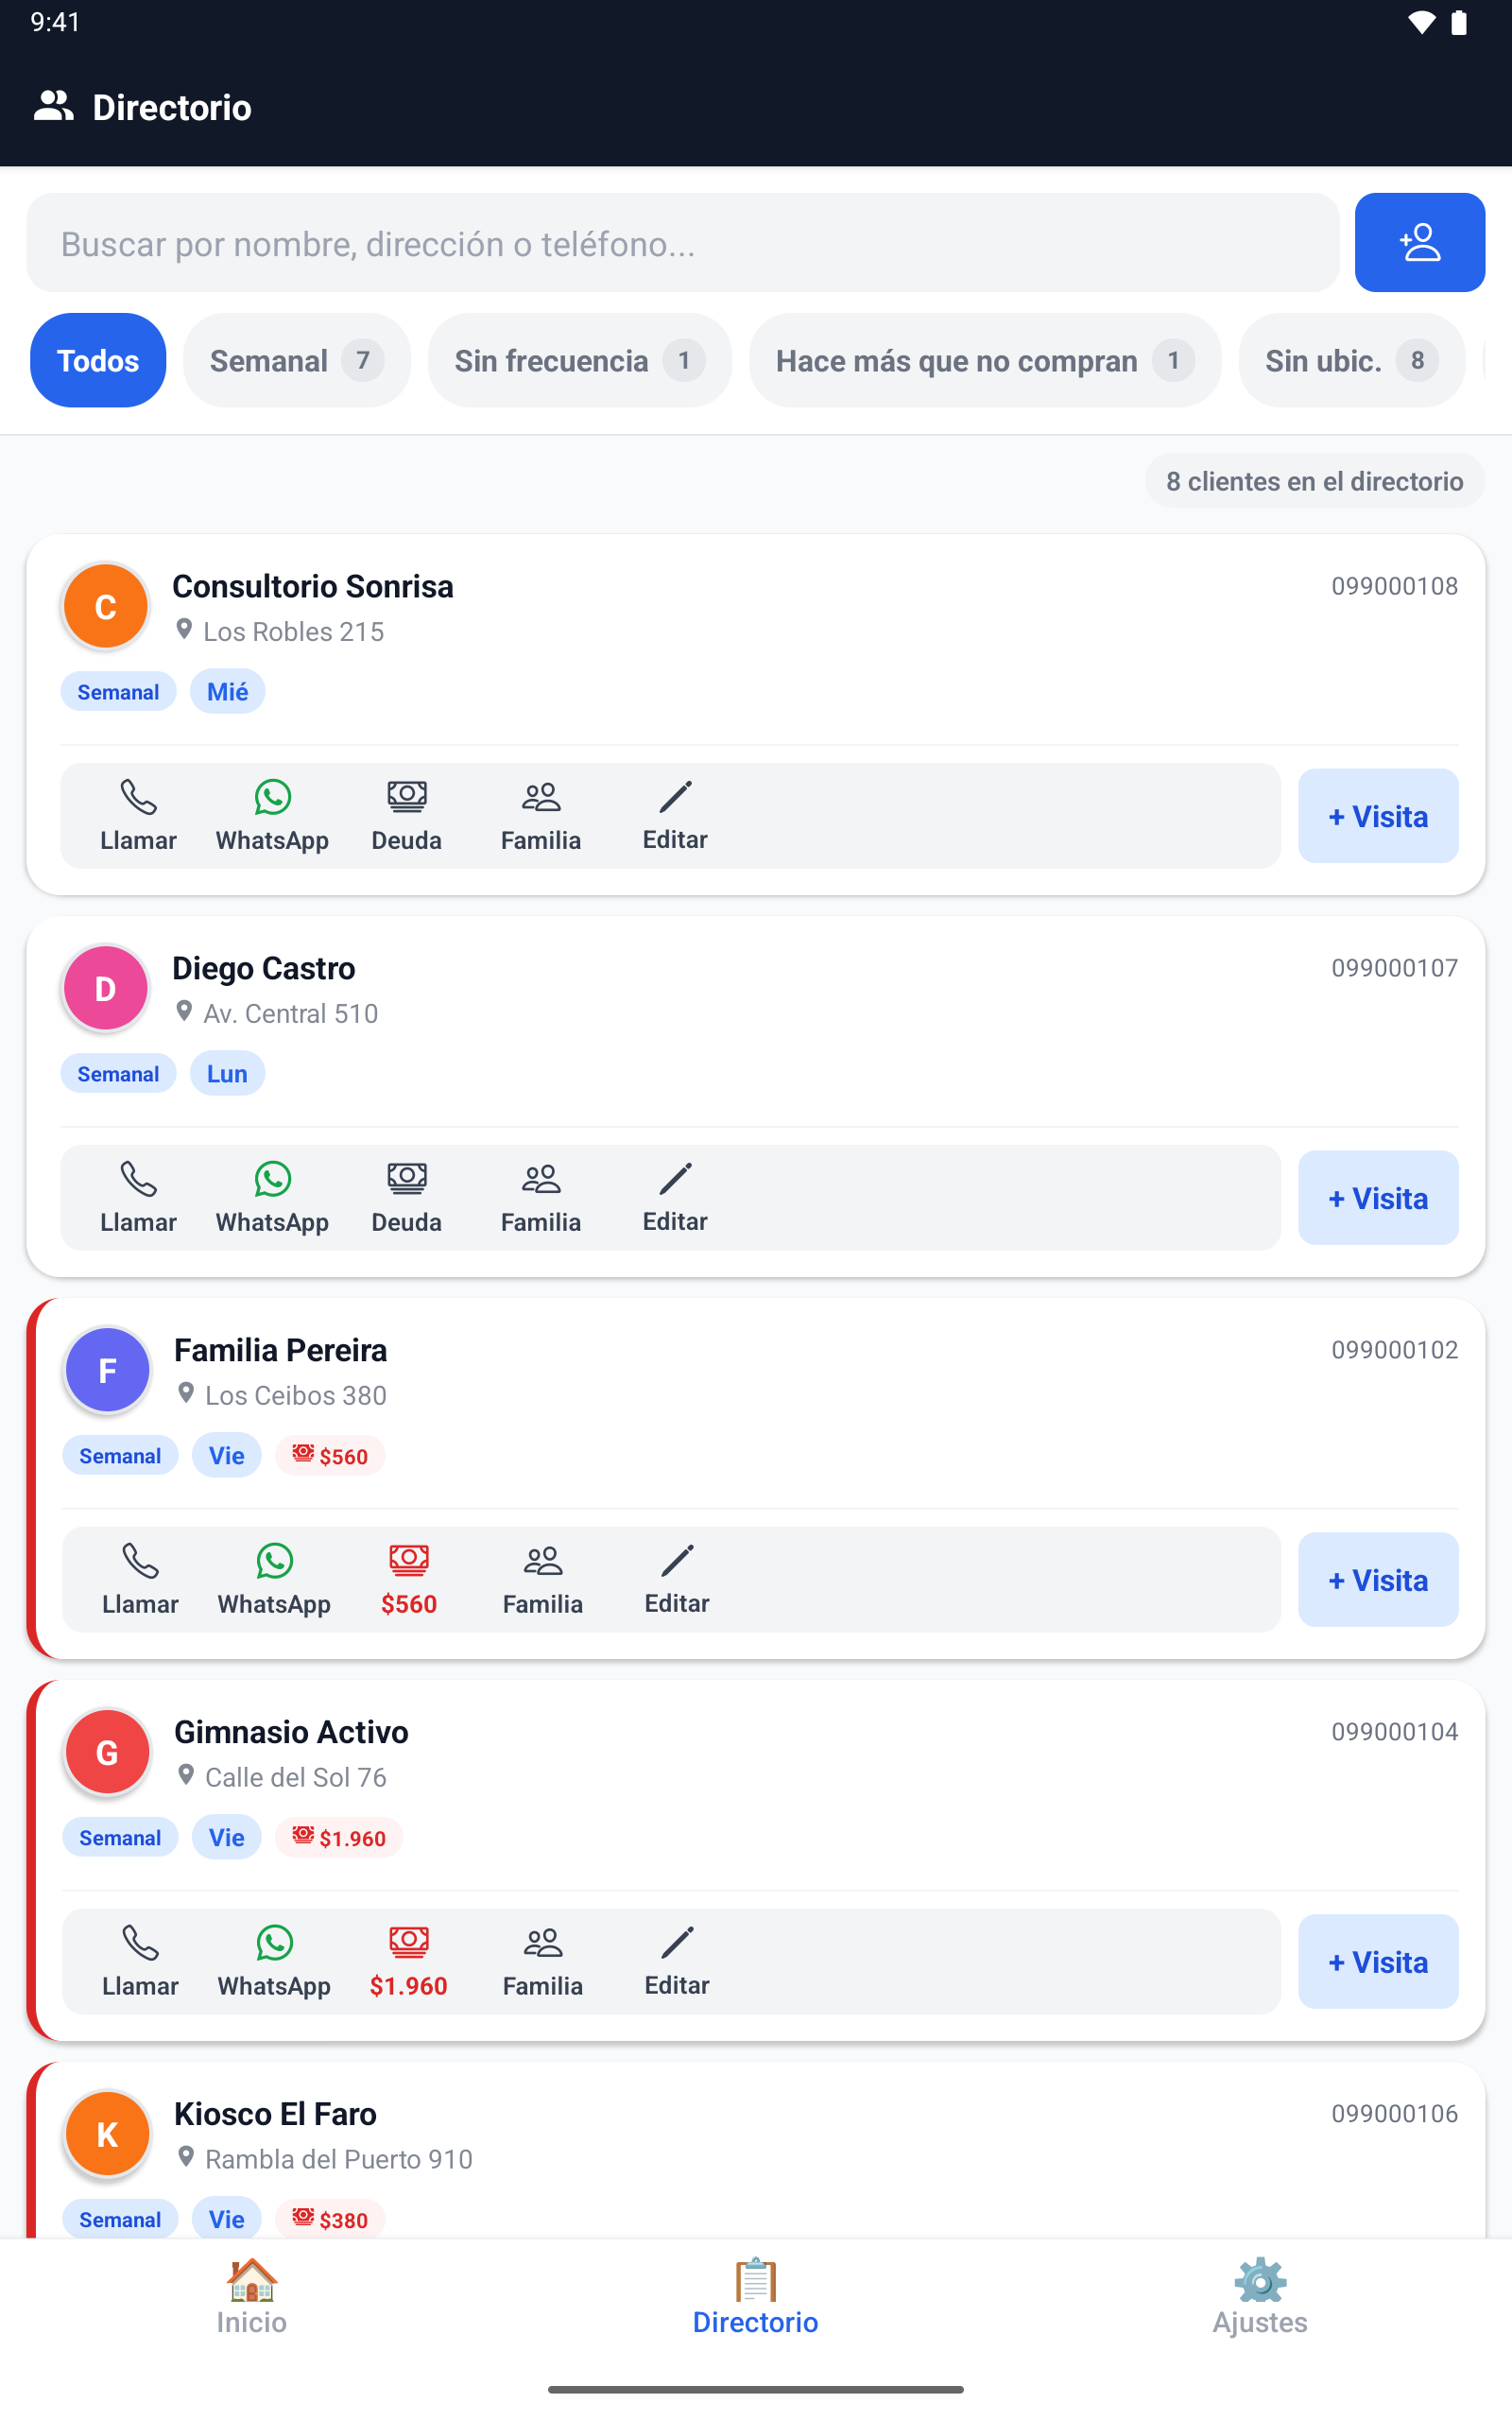 9:41
Directorio
Buscar por nombre, dirección o teléfono...
Todos Semanal 7 Sin frecuencia 1 Hace más que no compran 1 Sin ubic. 8
8 clientes en el directorio
C Consultorio Sonrisa 099000108
Los Robles 215
Semanal Mié
Llamar WhatsApp Deuda Familia Editar + Visita
D Diego Castro 099000107
Av. Central 510
Semanal Lun
Llamar WhatsApp Deuda Familia Editar + Visita
F Familia Pereira 099000102
Los Ceibos 380
Semanal Vie $560
Llamar WhatsApp $560 Familia Editar + Visita
G Gimnasio Activo 099000104
Calle del Sol 76
Semanal Vie $1.960
Llamar WhatsApp $1.960 Familia Editar + Visita
K Kiosco El Faro 099000106
Rambla del Puerto 910
Semanal Vie $380
Inicio Directorio Ajustes